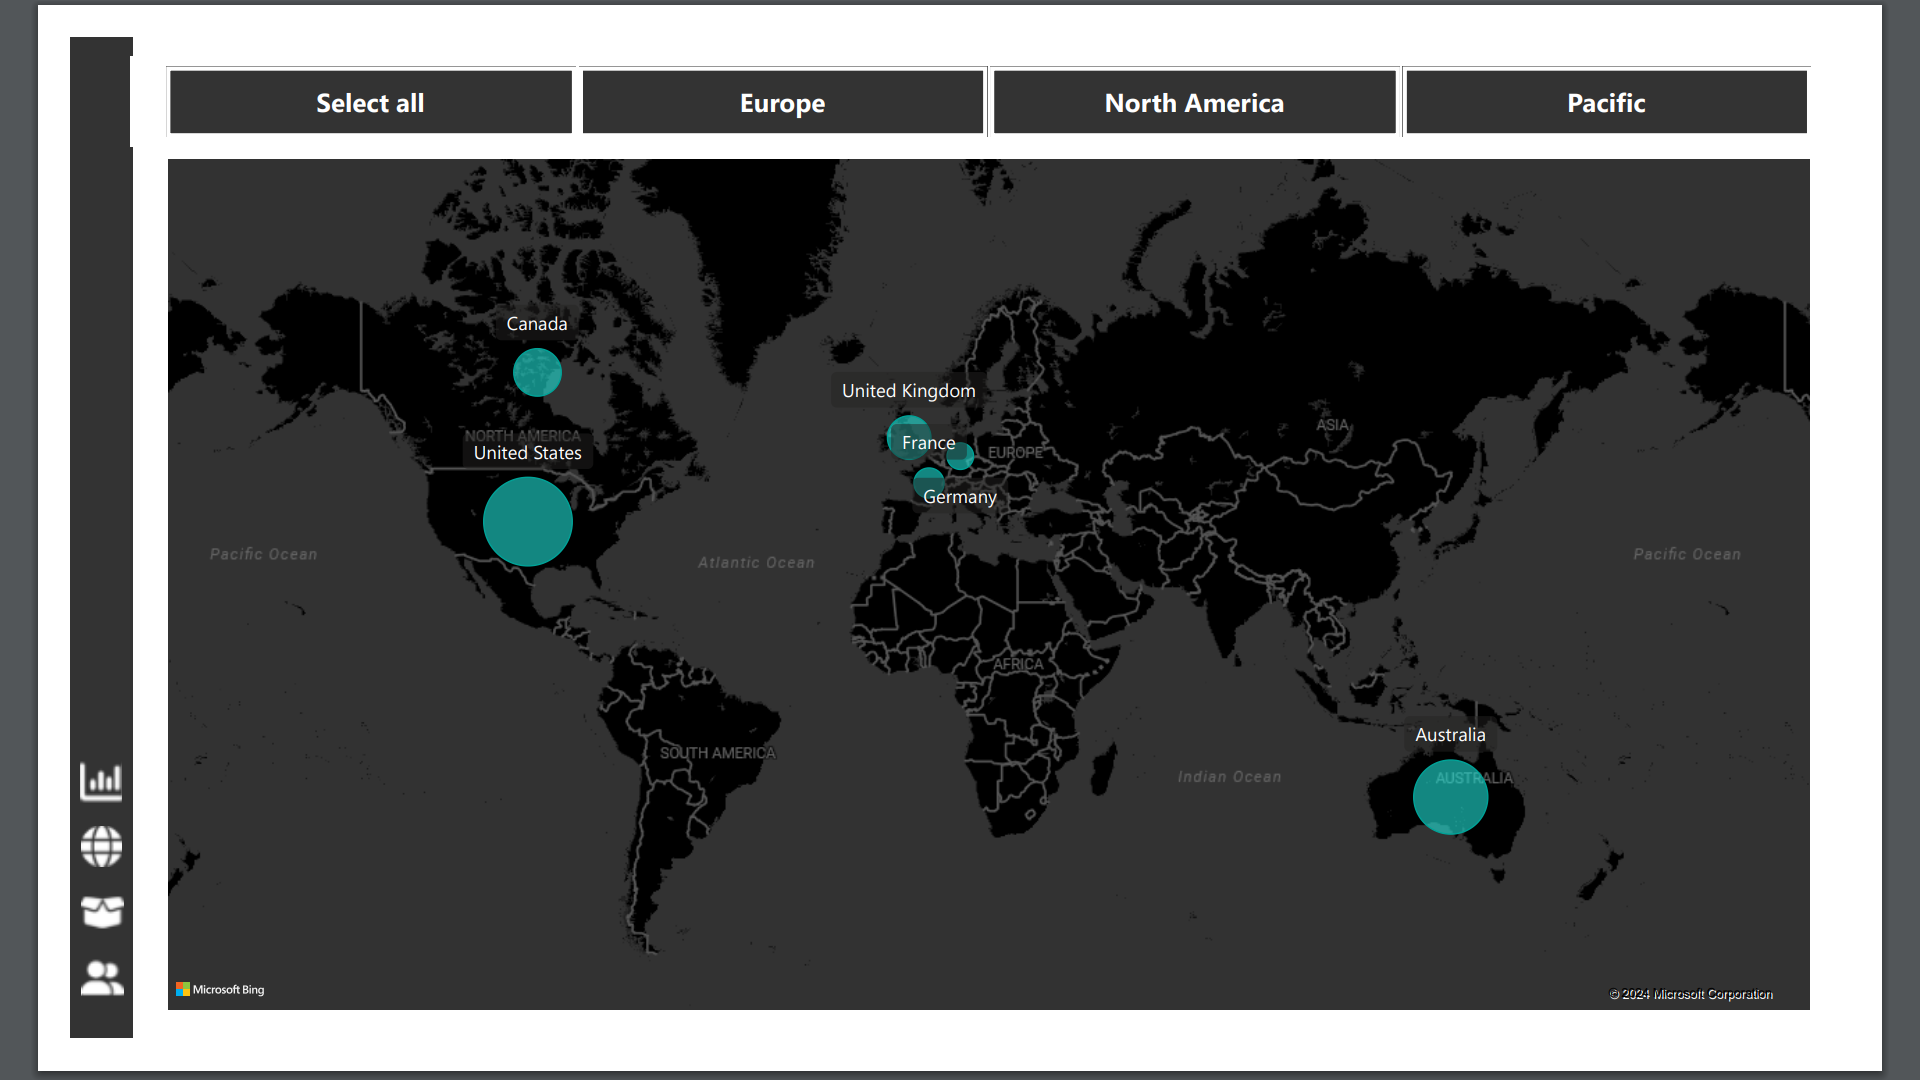 Select all
Europe
North America
Pacific
Canada
NORTH AMERICA
United States
United Kingdom
France
EUROPE
Germany
ASIA
Pacific Ocean
Atlantic Ocean
Pacific Ocean
AFRICA
SOUTH AMERICA
Australia
AUSTRALIA
Indian Ocean
Microsoft Bing
© 2024 Microsoft Corporation